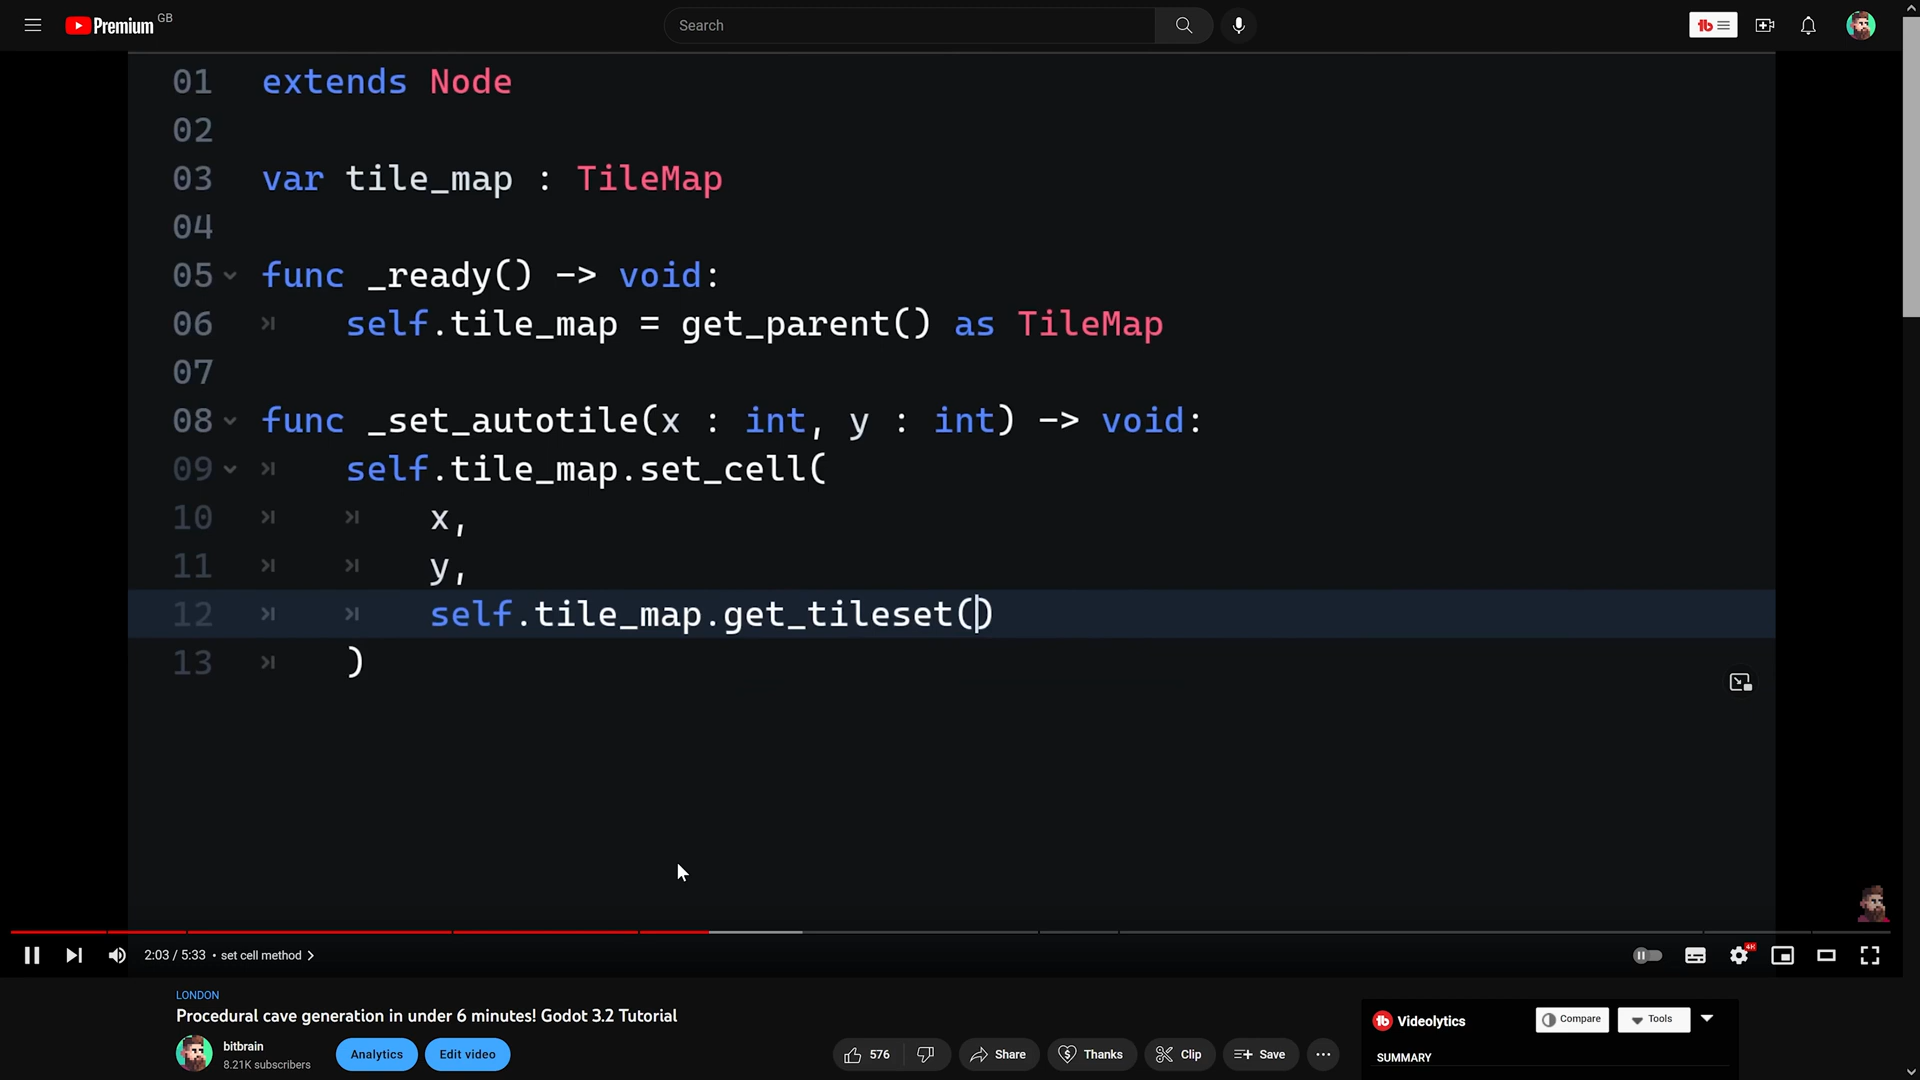 Premium GB
Search
01 extends Node
02
03 var tile_map : TileMap
04
05 func _ready() -> void:
06 self.tile_map = get_parent() as TileMap
07
08 func _set_autotile(x : int, y : int) -> void:
09 self.tile_map.set_cell(
10 x,
11 y,
12 self.tile_map.get_tileset()
13 )
2:03 / 5:33 • set cell method
4K
LONDON
Procedural cave generation in under 6 minutes! Godot 3.2 Tutorial
bitbrain
8.21K subscribers
Analytics
Edit video
576
Share
Thanks
Clip
Save
tb Videolytics
Compare
Tools
SUMMARY